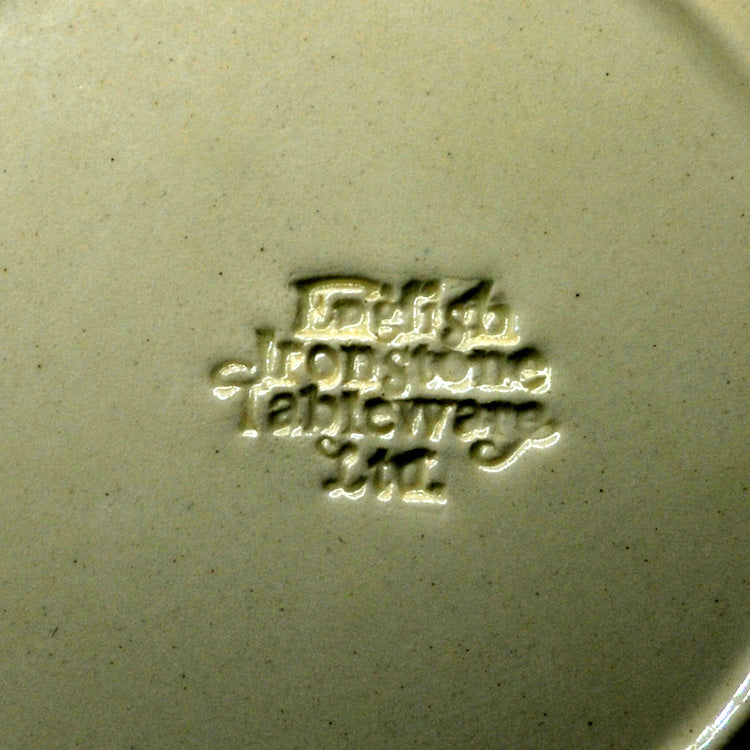 English
Ironstone
Tableware
Ltd.